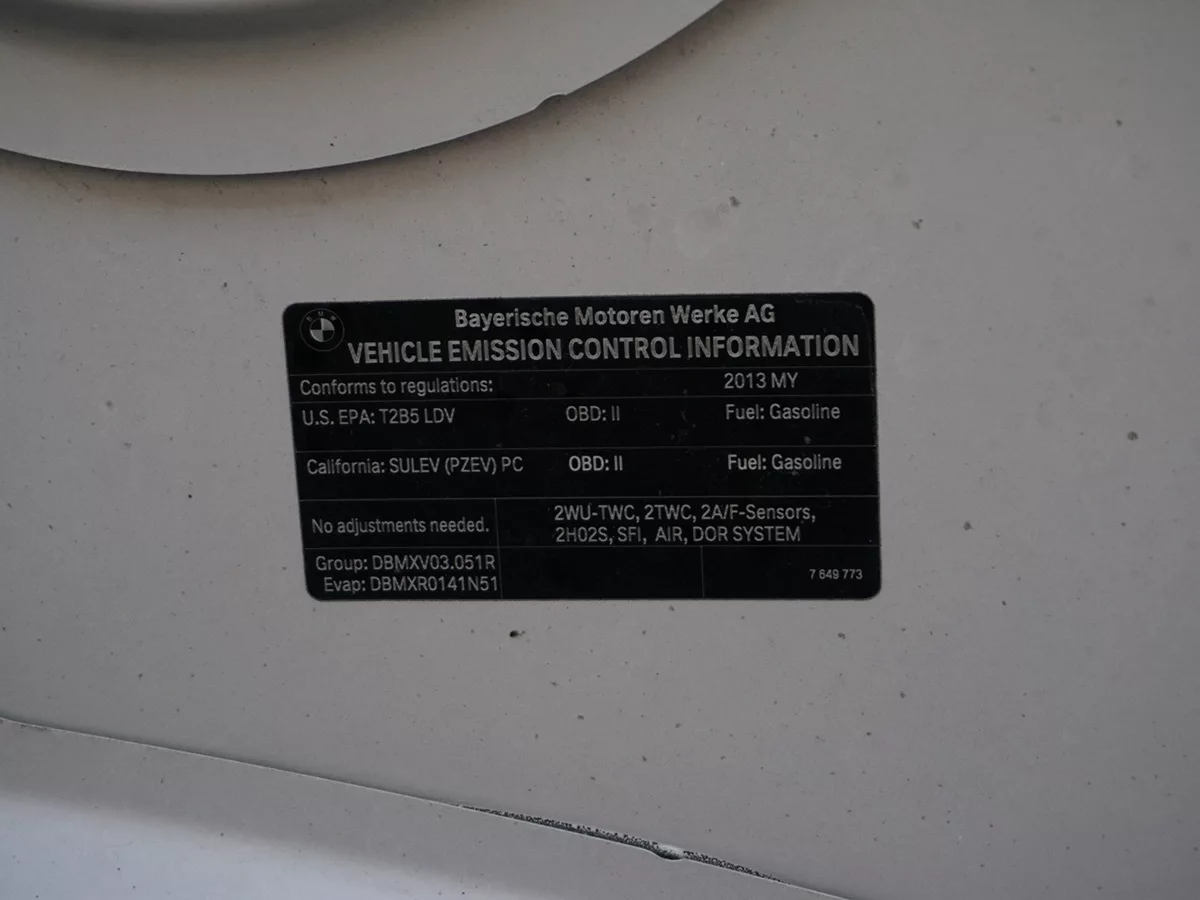 BMW
Bayerische Motoren Werke AG
VEHICLE EMISSION CONTROL INFORMATION
Conforms to regulations: 2013 MY
U.S. EPA: T2B5 LDV OBD: II Fuel: Gasoline
California: SULEV (PZEV) PC OBD: II Fuel: Gasoline
No adjustments needed. 2WU-TWC, 2TWC, 2A/F-Sensors,
2H02S, SFI, AIR, DOR SYSTEM
Group: DBMXV03.051R
Evap: DBMXR0141N51 7 649 773